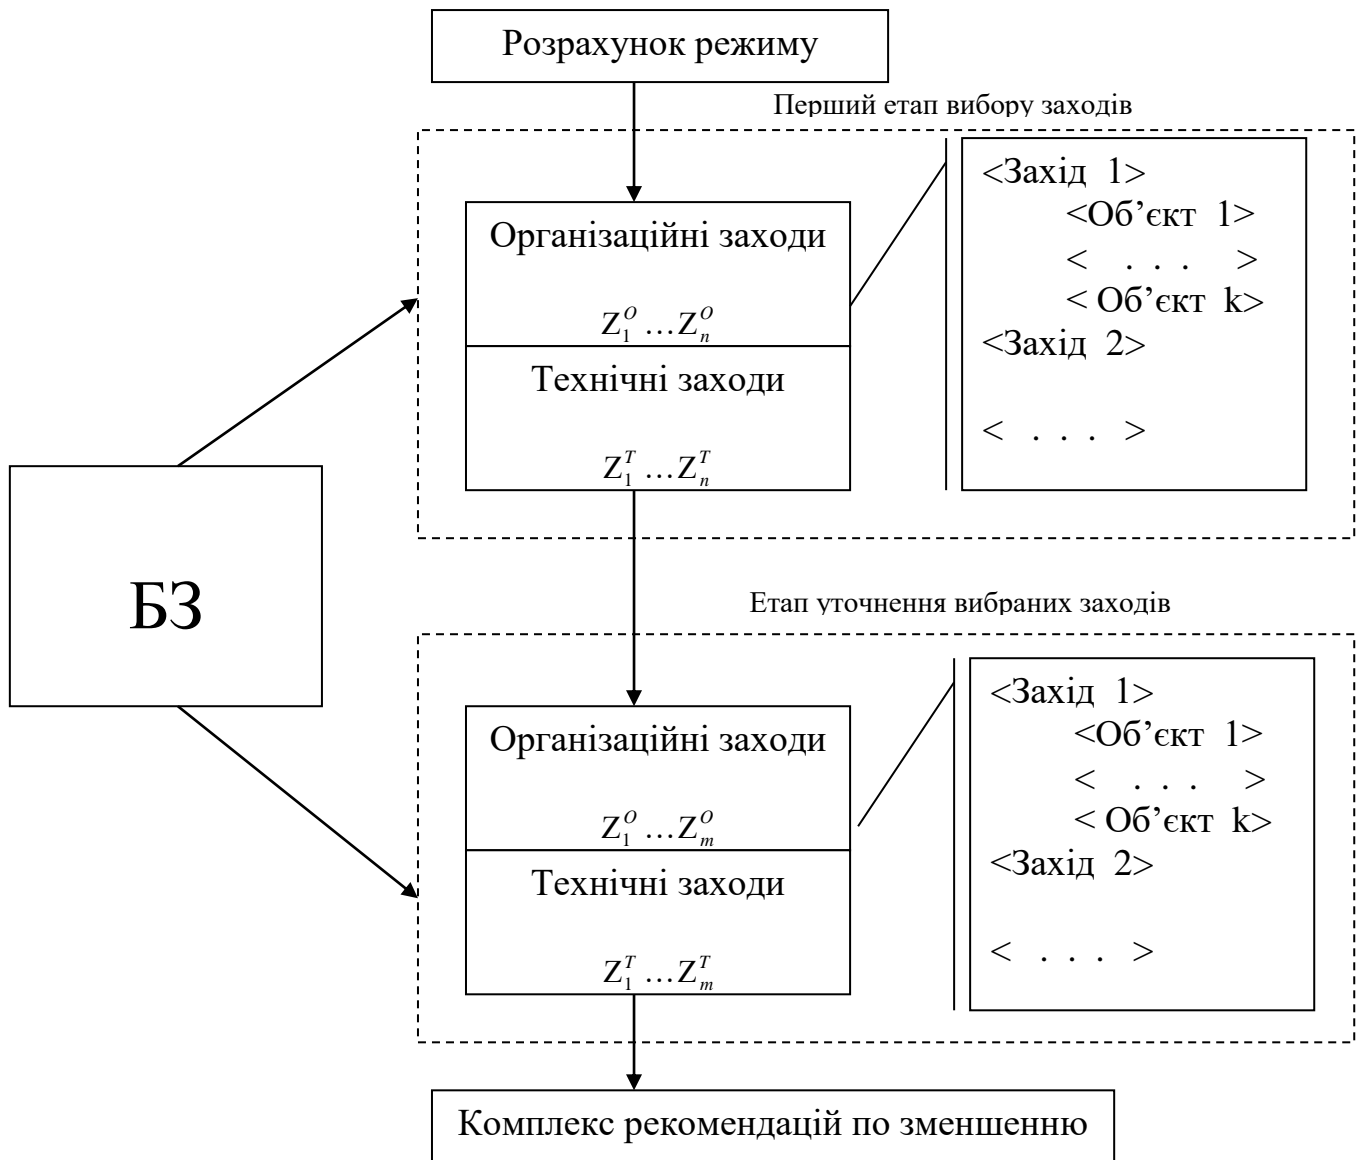 Розрахунок режиму
Перший етап вибору заходів
Організаційні заходи
Z₁ᴼ …Zₙᴼ
Технічні заходи
Z₁ᵀ …Zₙᵀ
<Захід 1>
<Об’єкт 1>
< . . . >
< Об’єкт k>
<Захід 2>
< . . . >
БЗ
Етап уточнення вибраних заходів
Організаційні заходи
Z₁ᴼ …Zₘᴼ
Технічні заходи
Z₁ᵀ …Zₘᵀ
<Захід 1>
<Об’єкт 1>
< . . . >
< Об’єкт k>
<Захід 2>
< . . . >
Комплекс рекомендацій по зменшенню